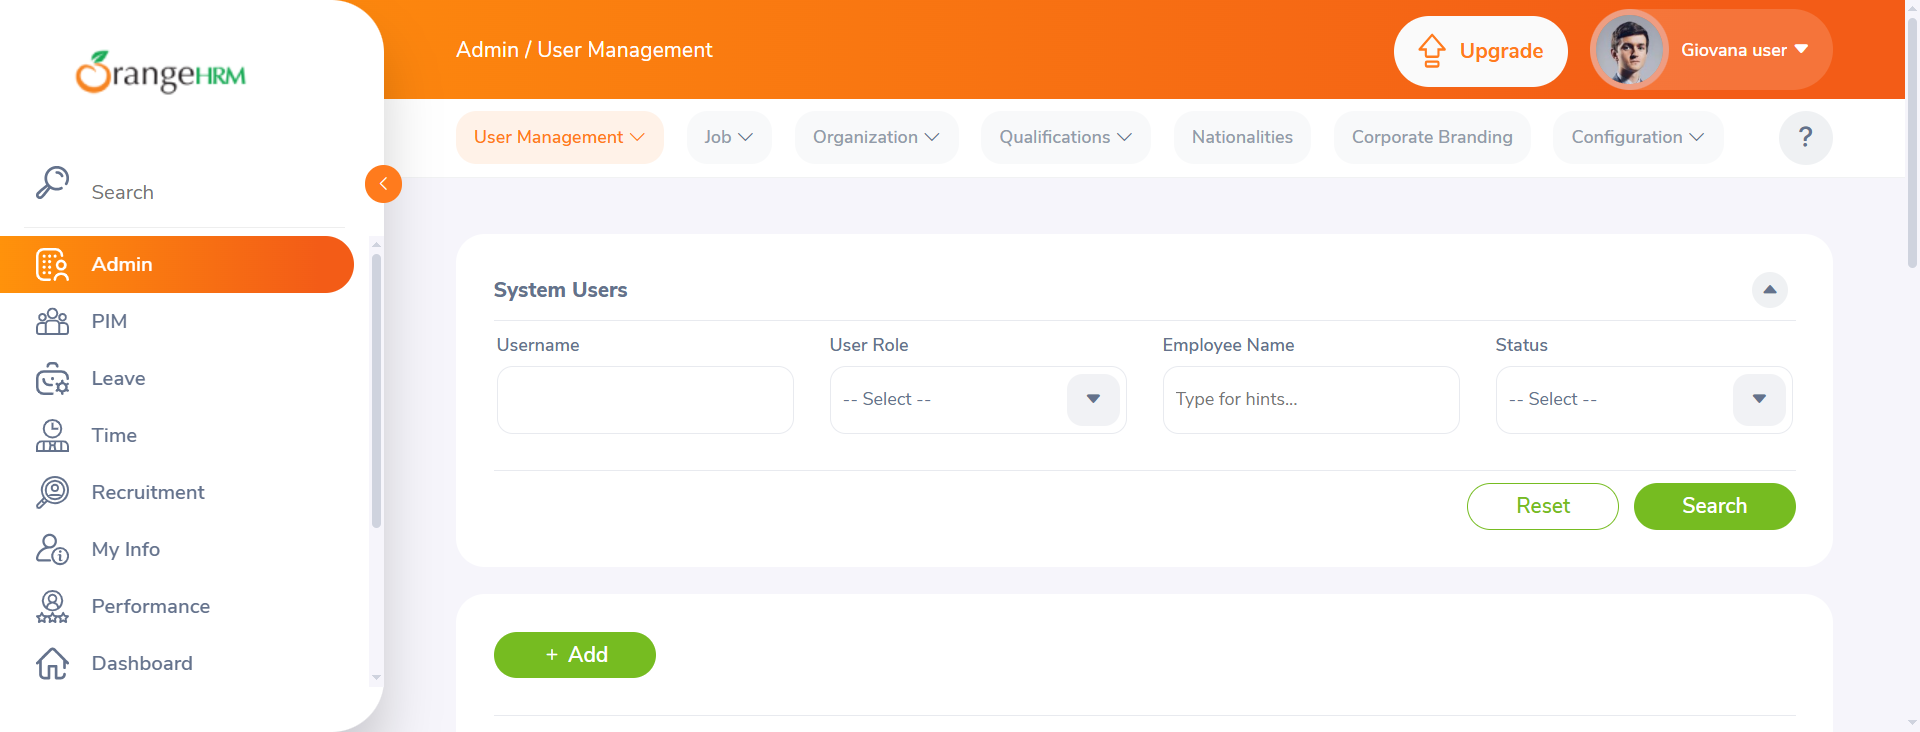 OrangeHRM
Admin / User Management
Upgrade
Giovana user
User Management
Job
Organization
Qualifications
Nationalities
Corporate Branding
Configuration
?
Search
Admin
PIM
Leave
Time
Recruitment
My Info
Performance
Dashboard
System Users
Username
User Role
Employee Name
Status
-- Select --
Type for hints...
-- Select --
Reset
Search
+ Add